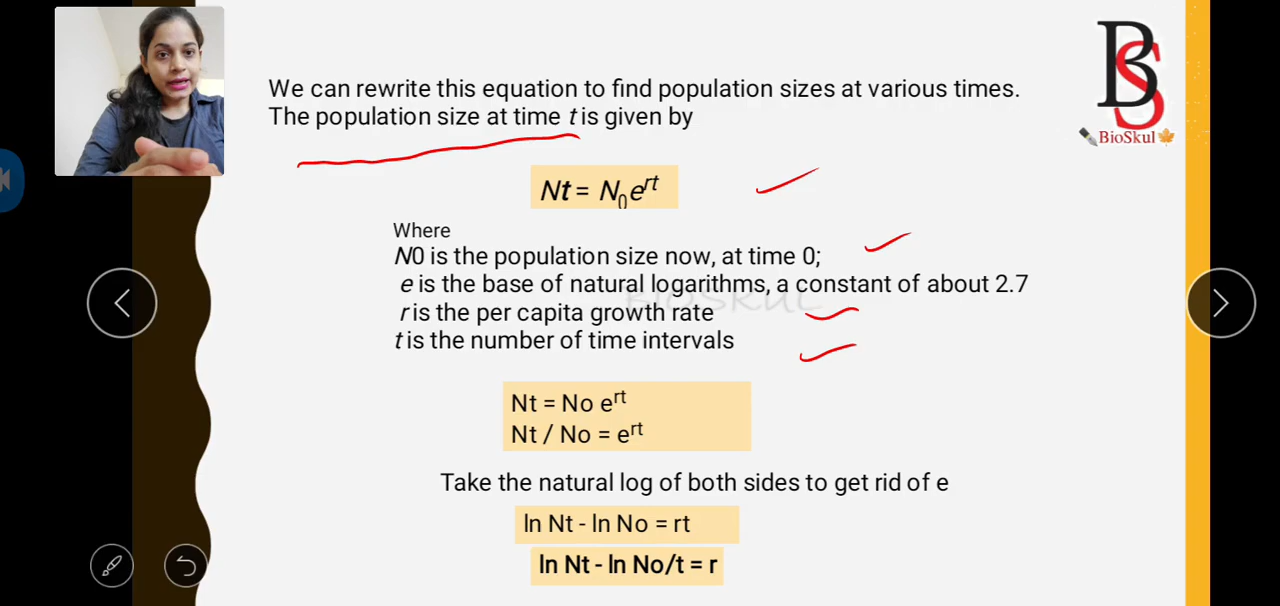 We can rewrite this equation to find population sizes at various times.
The population size at time t is given by
Nt = N₀eʳᵗ
Where
N0 is the population size now, at time 0;
e is the base of natural logarithms, a constant of about 2.7
r is the per capita growth rate
t is the number of time intervals
Nt = No eʳᵗ
Nt / No = eʳᵗ
Take the natural log of both sides to get rid of e
ln Nt - ln No = rt
ln Nt - ln No/t = r
BS
BioSkul
BIOSKUL